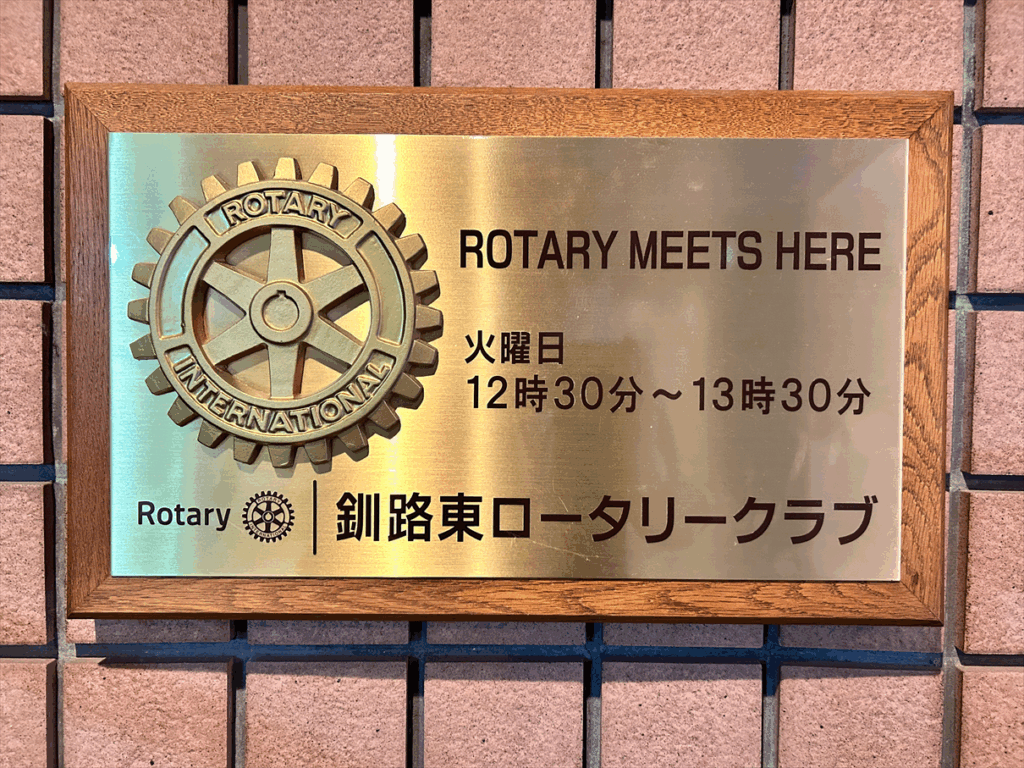 ROTARY
INTERNATIONAL
ROTARY MEETS HERE
火曜日
12時30分～13時30分
Rotary
釧路東ロータリークラブ